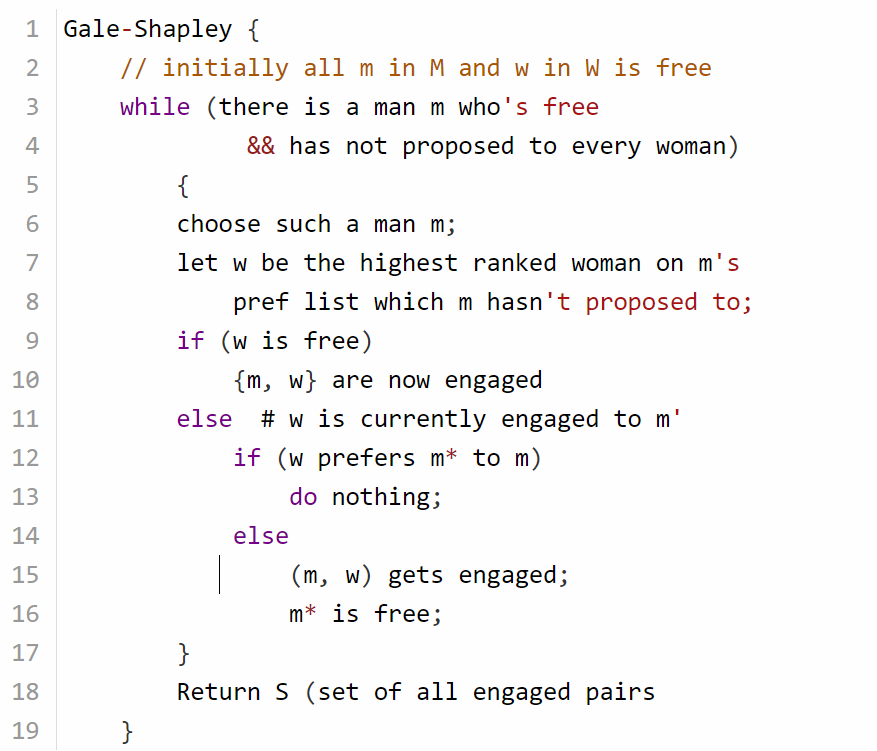 1 Gale-Shapley {
2 // initially all m in M and w in W is free
3 while (there is a man m who's free
4 && has not proposed to every woman)
5 {
6 choose such a man m;
7 let w be the highest ranked woman on m's
8 pref list which m hasn't proposed to;
9 if (w is free)
10 {m, w} are now engaged
11 else # w is currently engaged to m'
12 if (w prefers m* to m)
13 do nothing;
14 else
15 (m, w) gets engaged;
16 m* is free;
17 }
18 Return S (set of all engaged pairs
19 }